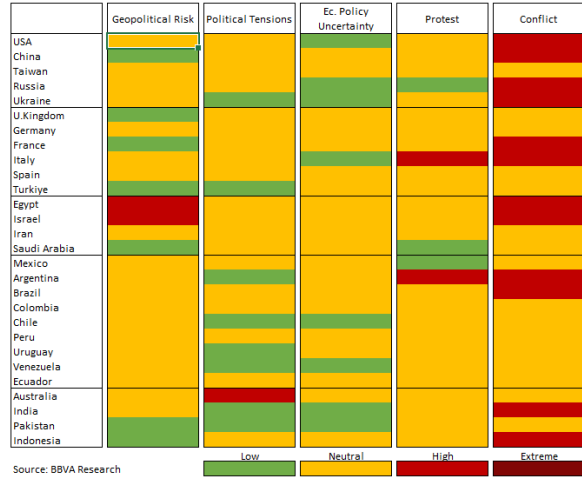 Geopolitical Risk Political Tensions Ec. Policy Uncertainty Protest Conflict
USA
China
Taiwan
Russia
Ukraine
U.Kingdom
Germany
France
Italy
Spain
Turkiye
Egypt
Israel
Iran
Saudi Arabia
Mexico
Argentina
Brazil
Colombia
Chile
Peru
Uruguay
Venezuela
Ecuador
Australia
India
Pakistan
Indonesia
Low Neutral High Extreme
Source: BBVA Research